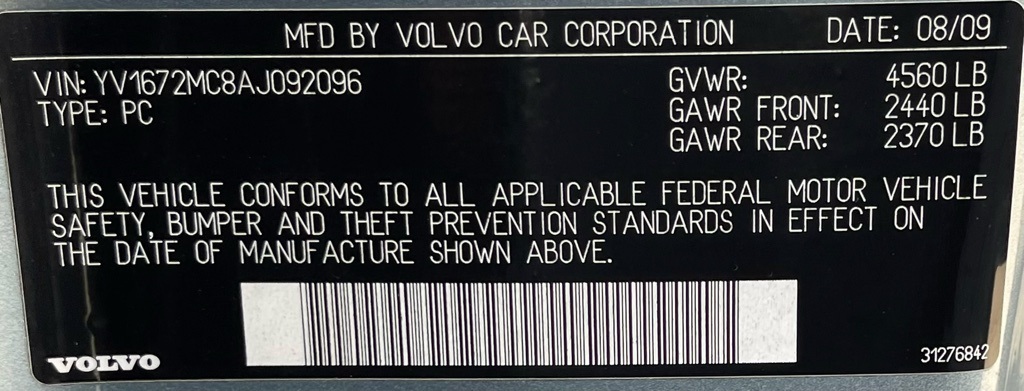 MFD BY VOLVO CAR CORPORATION DATE: 08/09
VIN: YV1672MC8AJ092096 GVWR: 4560 LB
TYPE: PC GAWR FRONT: 2440 LB
GAWR REAR: 2370 LB
THIS VEHICLE CONFORMS TO ALL APPLICABLE FEDERAL MOTOR VEHICLE
SAFETY, BUMPER AND THEFT PREVENTION STANDARDS IN EFFECT ON
THE DATE OF MANUFACTURE SHOWN ABOVE.
VOLVO 31276842